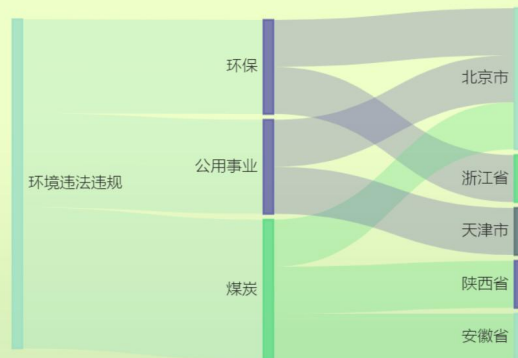 环保
北京市
公用事业
浙江省
环境违法违规
天津市
陕西省
煤炭
安徽省